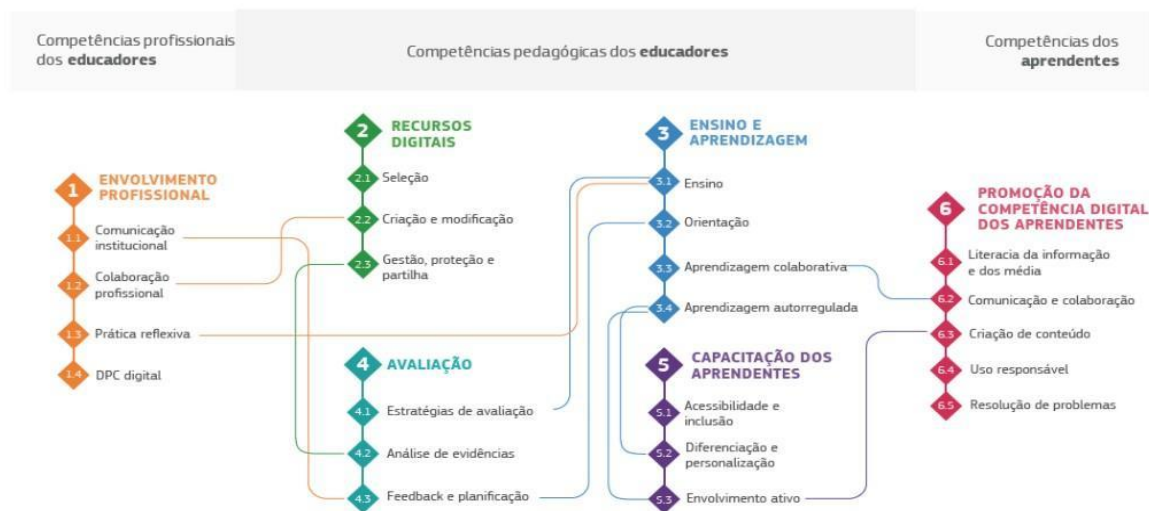 Competências profissionais
dos educadores
Competências pedagógicas dos educadores
Competências dos
aprendentes
1
ENVOLVIMENTO
PROFISSIONAL
1.1
Comunicação
institucional
1.2
Colaboração
profissional
1.3
Prática reflexiva
1.4
DPC digital
2
RECURSOS
DIGITAIS
2.1
Seleção
2.2
Criação e modificação
2.3
Gestão, proteção e
partilha
3
ENSINO E
APRENDIZAGEM
3.1
Ensino
3.2
Orientação
3.3
Aprendizagem colaborativa
3.4
Aprendizagem autorregulada
4
AVALIAÇÃO
4.1
Estratégias de avaliação
4.2
Análise de evidências
4.3
Feedback e planificação
5
CAPACITAÇÃO DOS
APRENDENTES
5.1
Acessibilidade e
inclusão
5.2
Diferenciação e
personalização
5.3
Envolvimento ativo
6
PROMOÇÃO DA
COMPETÊNCIA DIGITAL
DOS APRENDENTES
6.1
Literacia da informação
e dos média
6.2
Comunicação e colaboração
6.3
Criação de conteúdo
6.4
Uso responsável
6.5
Resolução de problemas